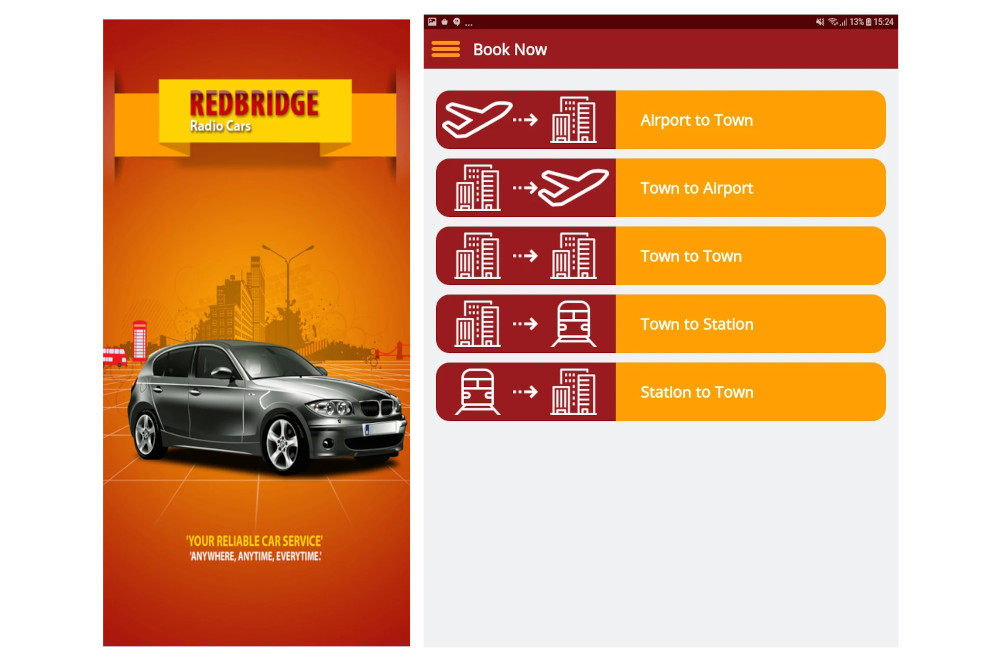 REDBRIDGE
Radio Cars
'YOUR RELIABLE CAR SERVICE'
'ANYWHERE, ANYTIME, EVERYTIME.'
... 13% 15:24
Book Now
Airport to Town
Town to Airport
Town to Town
Town to Station
Station to Town